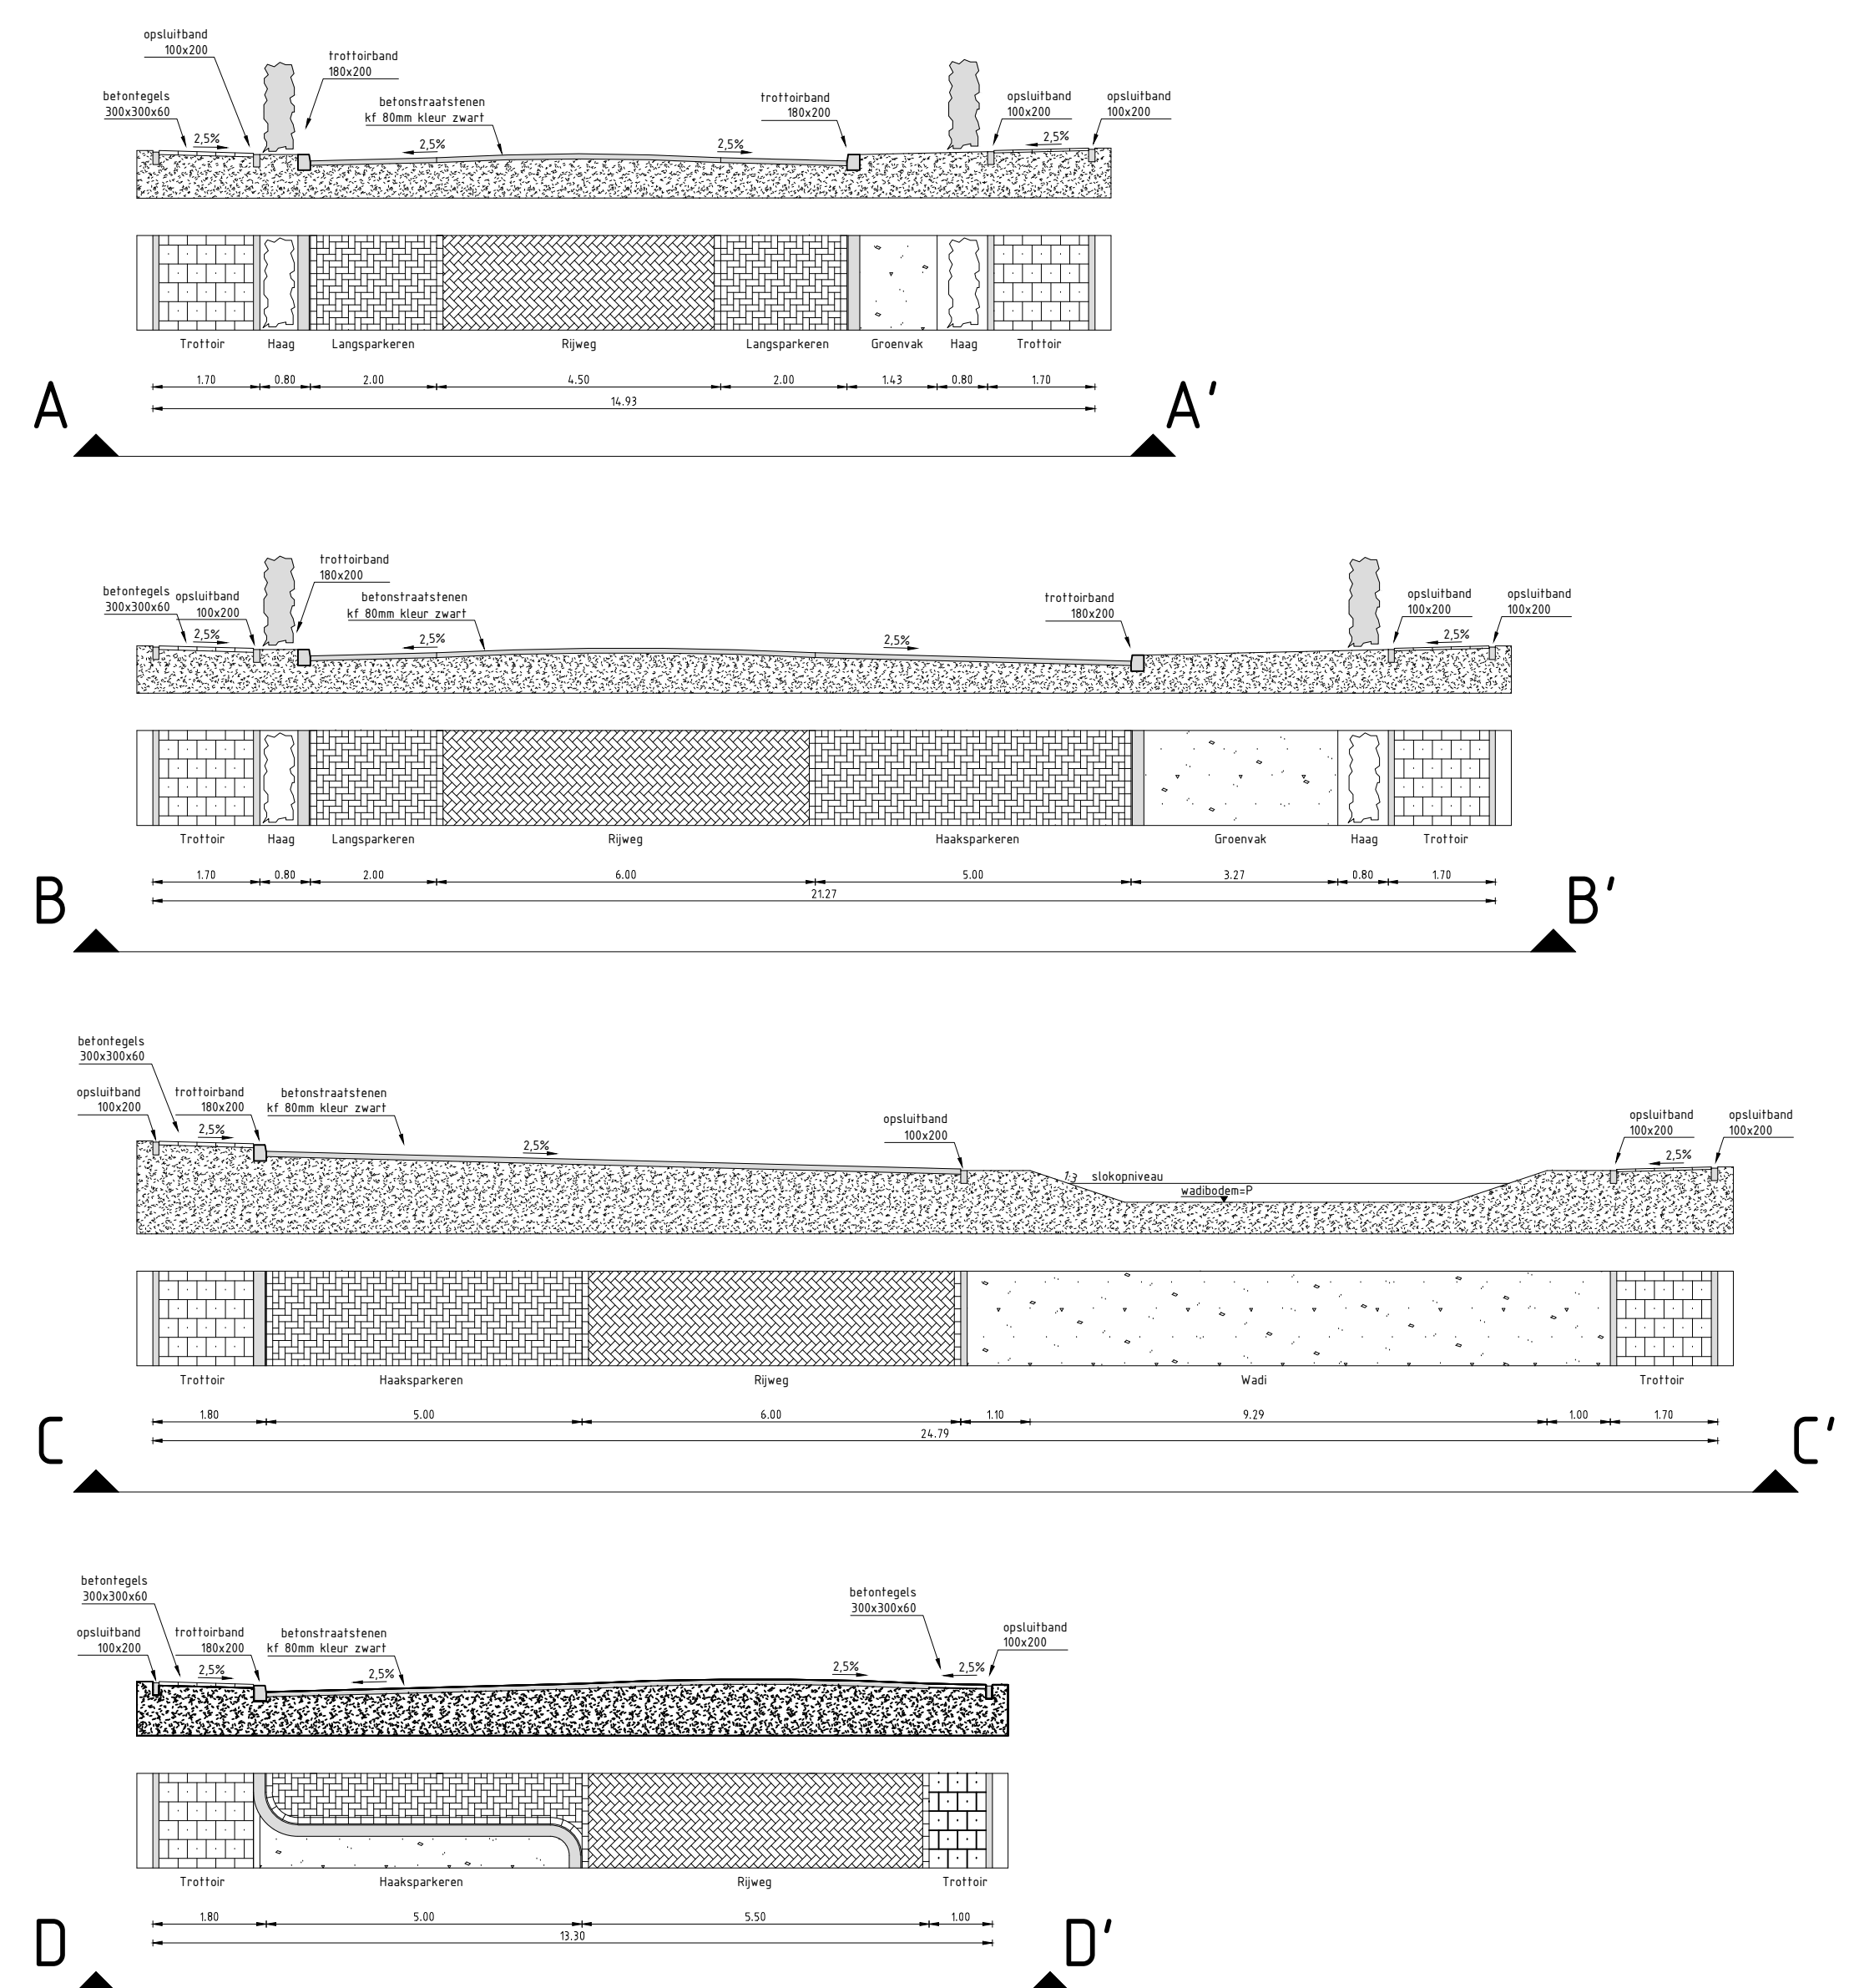 opsluitband
100x200
trottoirband
180x200
betontegels
300x300x60
betonstraatstenen
kf 80mm kleur zwart
trottoirband
180x200
opsluitband
100x200
opsluitband
100x200
2,5%
2,5%
2,5%
2,5%
Trottoir
Haag
Langsparkeren
Rijweg
Langsparkeren
Groenvak
Haag
Trottoir
1.70
0.80
2.00
4.50
2.00
1.43
0.80
1.70
14.93
A
A'
trottoirband
180x200
betontegels
300x300x60
opsluitband
100x200
betonstraatstenen
kf 80mm kleur zwart
trottoirband
180x200
opsluitband
100x200
opsluitband
100x200
2,5%
2,5%
2,5%
2,5%
Trottoir
Haag
Langsparkeren
Rijweg
Haaksparkeren
Groenvak
Haag
Trottoir
1.70
0.80
2.00
6.00
5.00
3.27
0.80
1.70
21.27
B
B'
betontegels
300x300x60
opsluitband
100x200
trottoirband
180x200
betonstraatstenen
kf 80mm kleur zwart
opsluitband
100x200
opsluitband
100x200
opsluitband
100x200
2,5%
2,5%
2,5%
1:3
slokopniveau
wadibodem=P
Trottoir
Haaksparkeren
Rijweg
Wadi
Trottoir
1.80
5.00
6.00
1.10
9.29
1.00
1.70
24.79
C
C'
betontegels
300x300x60
opsluitband
100x200
trottoirband
180x200
betonstraatstenen
kf 80mm kleur zwart
betontegels
300x300x60
opsluitband
100x200
2,5%
2,5%
2,5%
2,5%
Trottoir
Haaksparkeren
Rijweg
Trottoir
1.80
5.00
5.50
1.00
13.30
D
D'